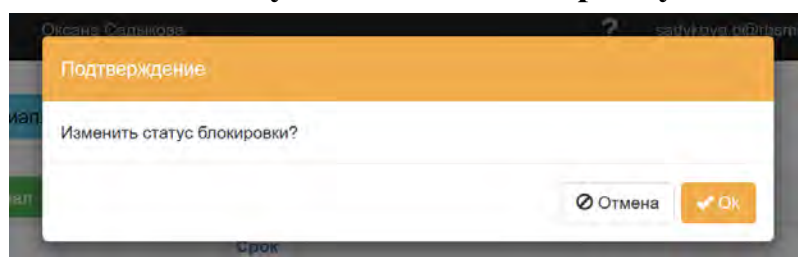 Оксана Садыкова ?
Подтверждение
Изменить статус блокировки?
Отмена Ok
Срок